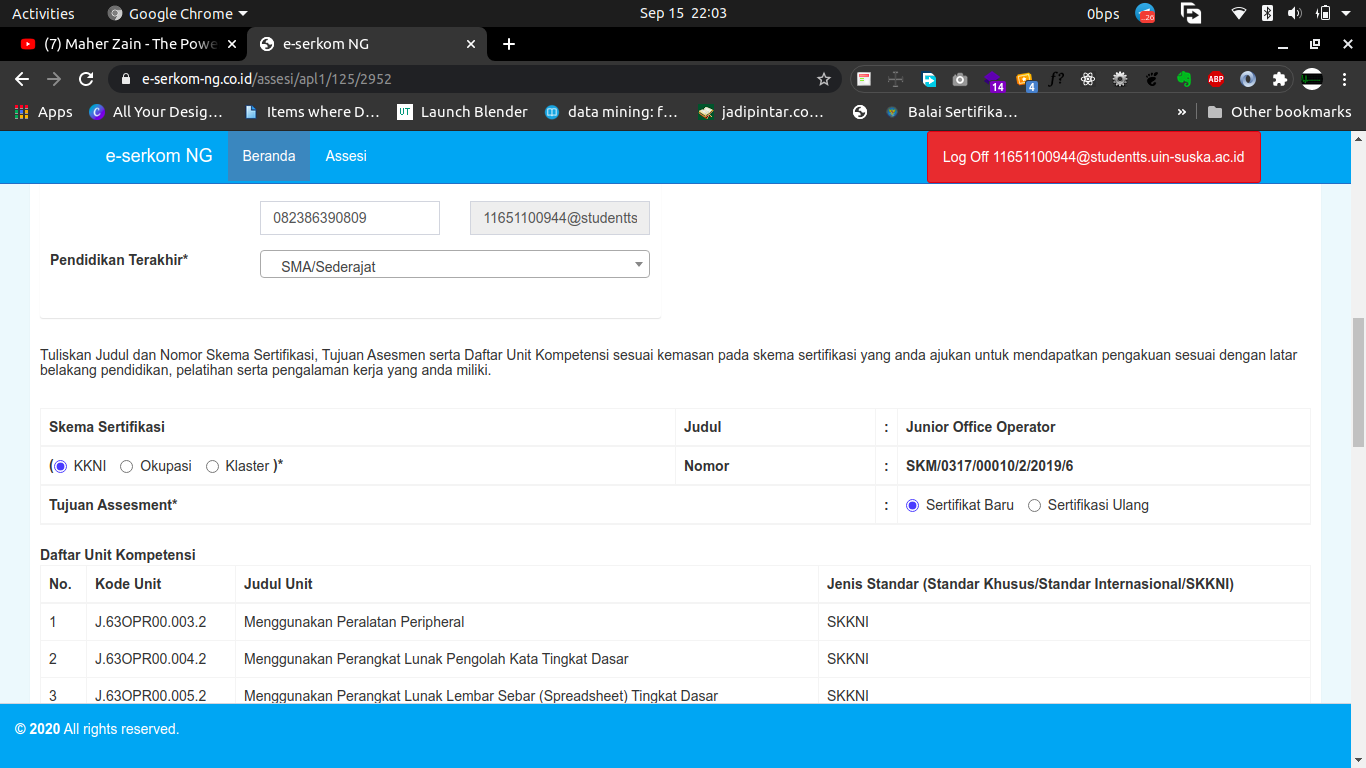 Activities Google Chrome Sep 15 22:03 0bps 26
(7) Maher Zain - The Powe e-serkom NG
e-serkom-ng.co.id/assesi/apl1/125/2952 14 4 f? ABP
Apps All Your Desig… Items where D… UT Launch Blender data mining: f… jadipintar.co… Balai Sertifika… » Other bookmarks
e-serkom NG Beranda Assesi Log Off 11651100944@studentts.uin-suska.ac.id
082386390809 11651100944@studentts
Pendidikan Terakhir* SMA/Sederajat
Tuliskan Judul dan Nomor Skema Sertifikasi, Tujuan Asesmen serta Daftar Unit Kompetensi sesuai kemasan pada skema sertifikasi yang anda ajukan untuk mendapatkan pengakuan sesuai dengan latar
belakang pendidikan, pelatihan serta pengalaman kerja yang anda miliki.
Skema Sertifikasi Judul : Junior Office Operator
( KKNI Okupasi Klaster )* Nomor : SKM/0317/00010/2/2019/6
Tujuan Assesment* : Sertifikat Baru Sertifikasi Ulang
Daftar Unit Kompetensi
No. Kode Unit Judul Unit Jenis Standar (Standar Khusus/Standar Internasional/SKKNI)
1 J.63OPR00.003.2 Menggunakan Peralatan Peripheral SKKNI
2 J.63OPR00.004.2 Menggunakan Perangkat Lunak Pengolah Kata Tingkat Dasar SKKNI
3 J.63OPR00.005.2 Menggunakan Perangkat Lunak Lembar Sebar (Spreadsheet) Tingkat Dasar SKKNI
© 2020 All rights reserved.